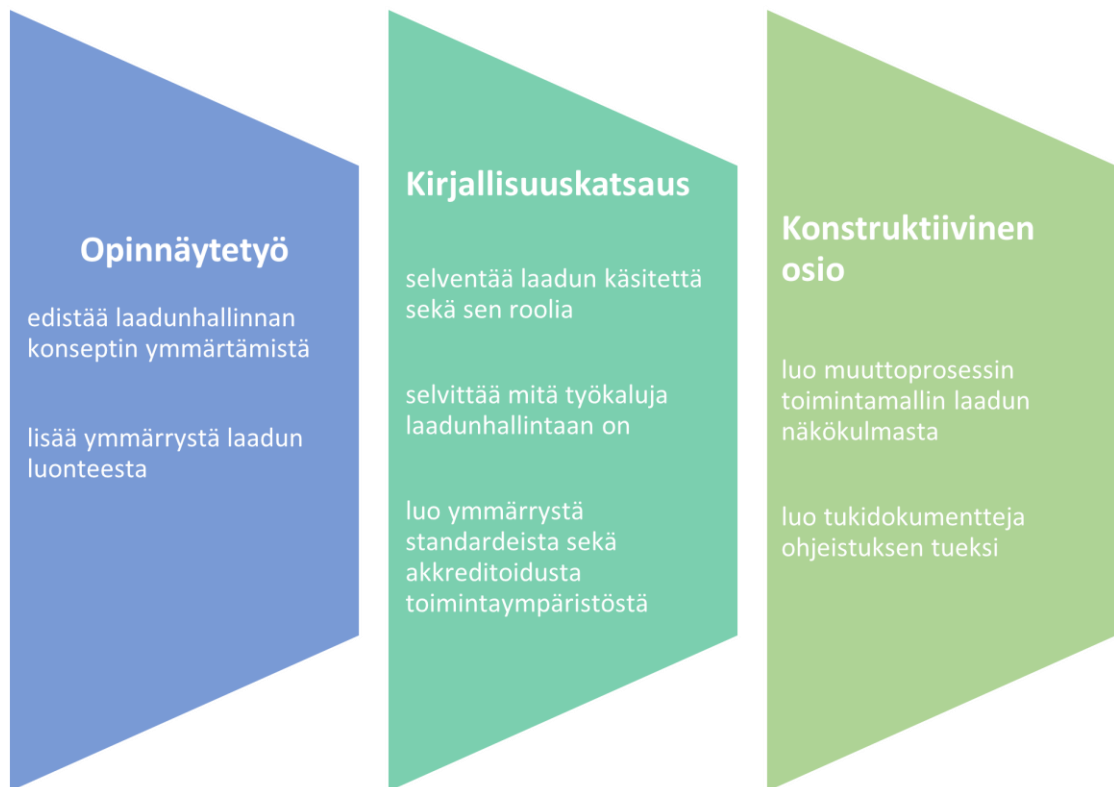 Opinnäytetyö
edistää laadunhallinnan
konseptin ymmärtämistä
lisää ymmärrystä laadun
luonteesta
Kirjallisuuskatsaus
selventää laadun käsitettä
sekä sen roolia
selvittää mitä työkaluja
laadunhallintaan on
luo ymmärrystä
standardeista sekä
akkreditoidusta
toimintaympäristöstä
Konstruktiivinen
osio
luo muuttoprosessin
toimintamallin laadun
näkökulmasta
luo tukidokumentteja
ohjeistuksen tueksi